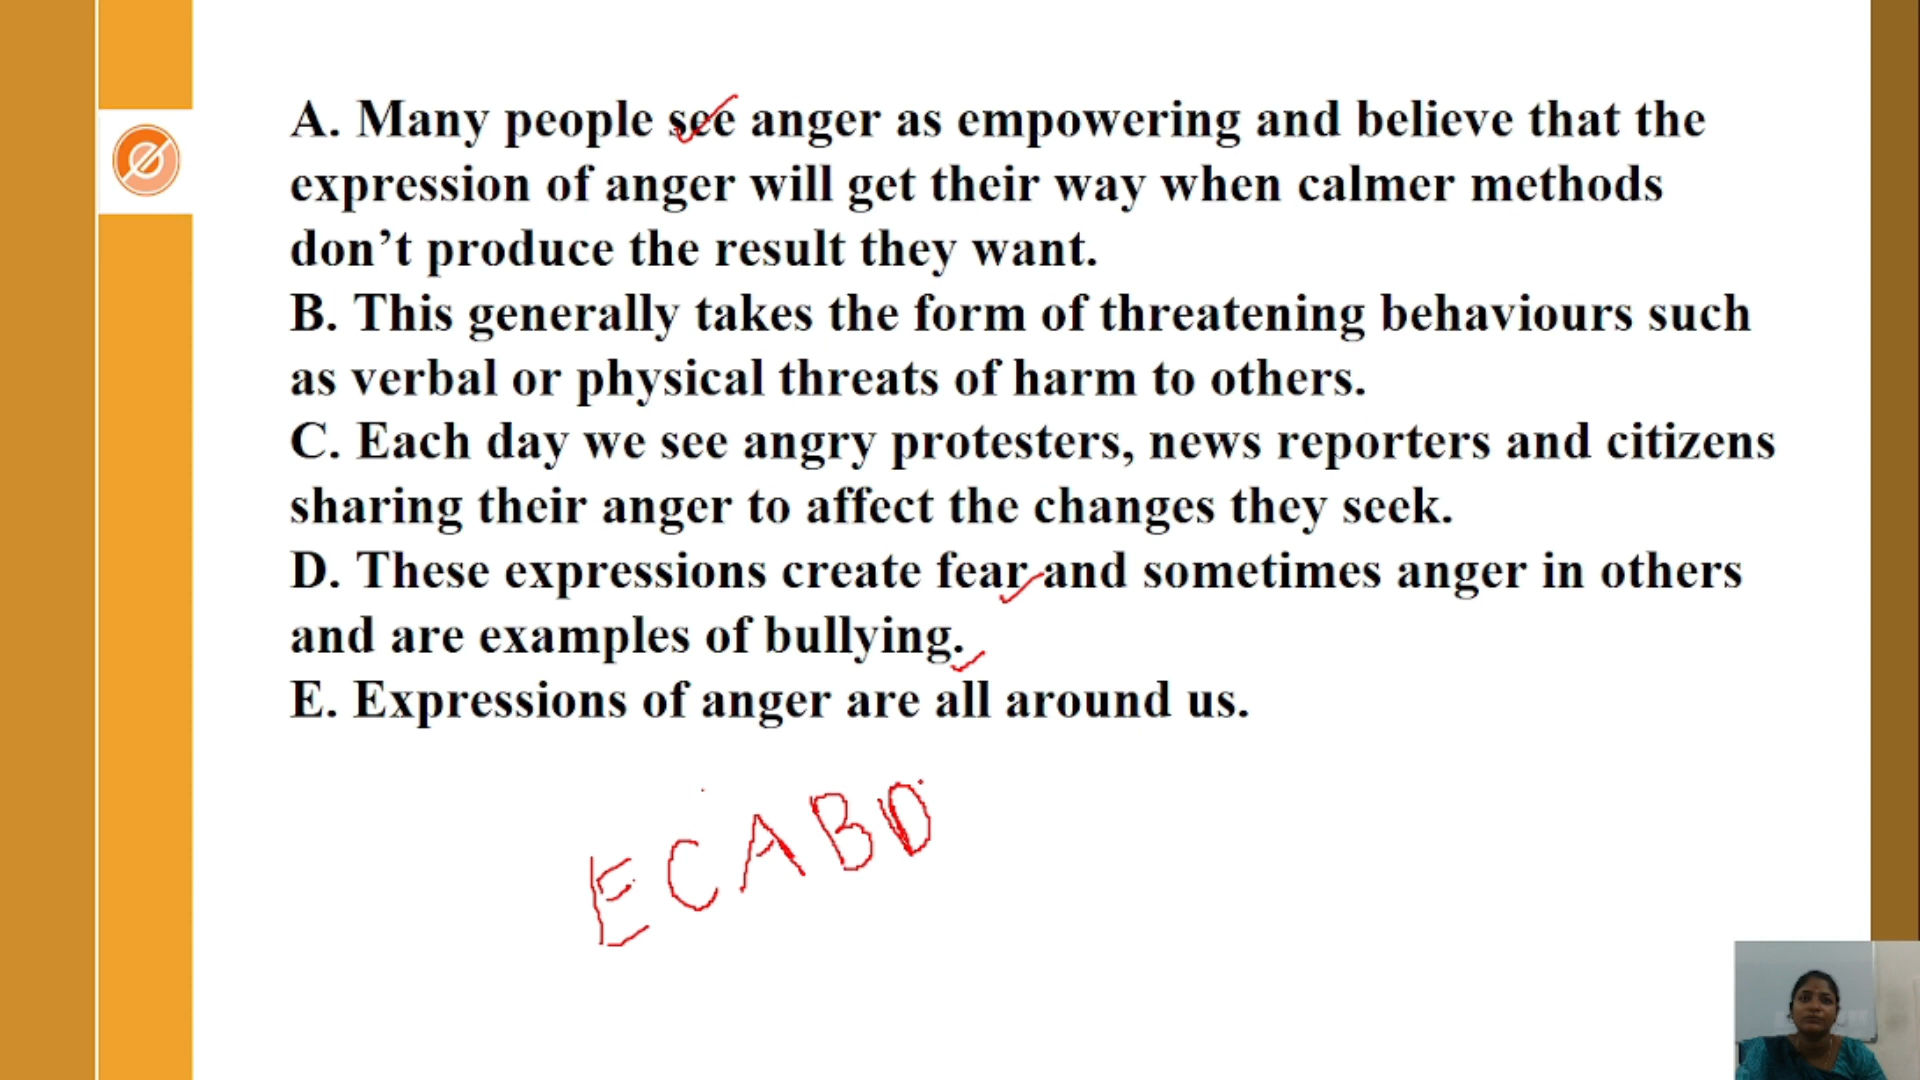 A. Many people see anger as empowering and believe that the
expression of anger will get their way when calmer methods
don’t produce the result they want.
B. This generally takes the form of threatening behaviours such
as verbal or physical threats of harm to others.
C. Each day we see angry protesters, news reporters and citizens
sharing their anger to affect the changes they seek.
D. These expressions create fear and sometimes anger in others
and are examples of bullying.
E. Expressions of anger are all around us.
ECABD